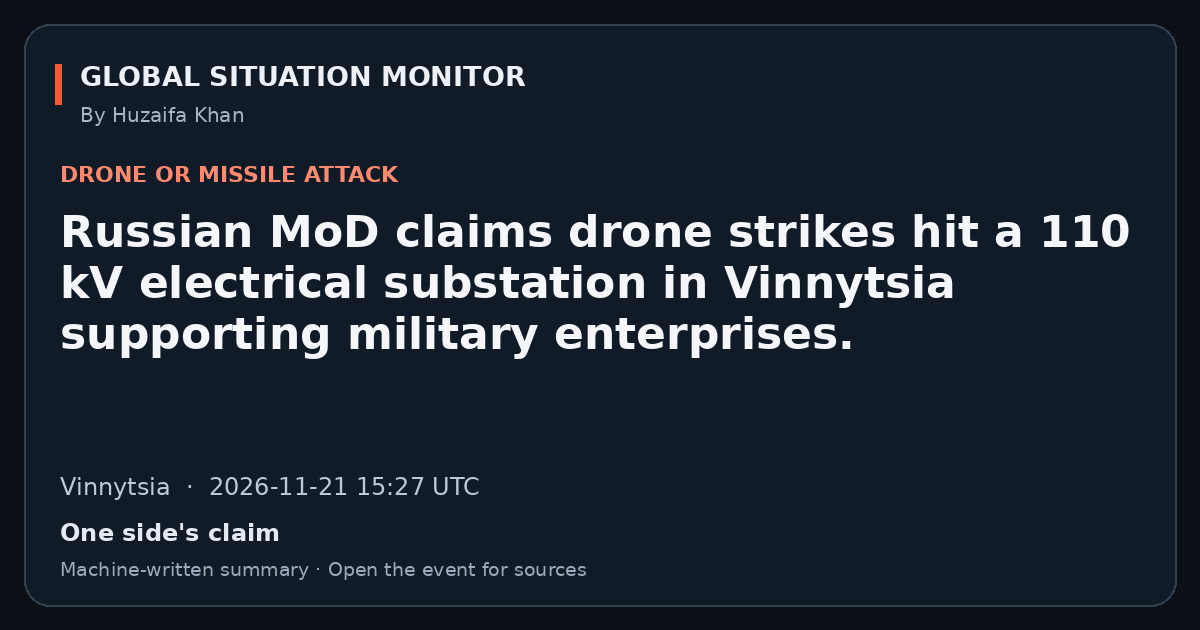 GLOBAL SITUATION MONITOR
By Huzaifa Khan
DRONE OR MISSILE ATTACK
Russian MoD claims drone strikes hit a 110
kV electrical substation in Vinnytsia
supporting military enterprises.
Vinnytsia · 2026-11-21 15:27 UTC
One side's claim
Machine-written summary · Open the event for sources